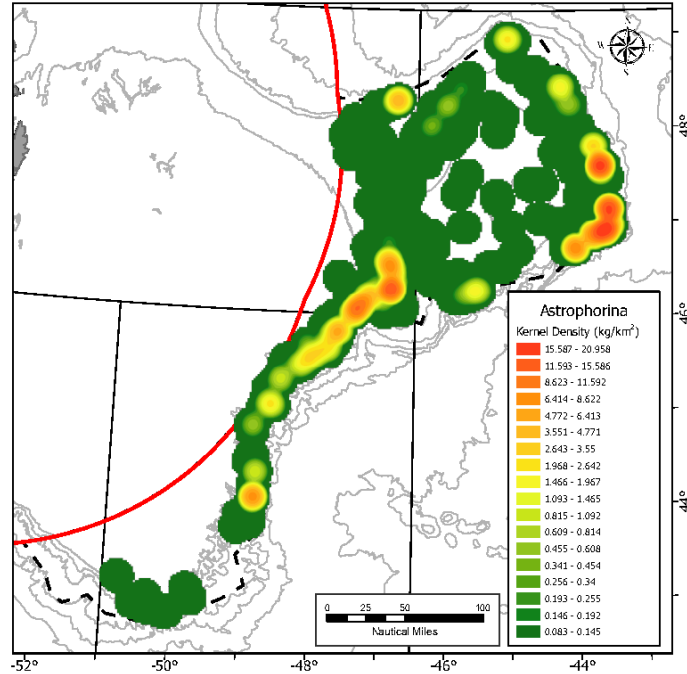 W E
S
48°
46°
44°
Astrophorina
Kernel Density (kg/km²)
15.587 - 20.958
11.593 - 15.586
8.623 - 11.592
6.414 - 8.622
4.772 - 6.413
3.551 - 4.771
2.643 - 3.55
1.968 - 2.642
1.466 - 1.967
1.093 - 1.465
0.815 - 1.092
0.609 - 0.814
0.455 - 0.608
0.341 - 0.454
0.256 - 0.34
0.193 - 0.255
0.146 - 0.192
0.083 - 0.145
0 25 50 100
Nautical Miles
-52° -50° -48° -46° -44° -42°